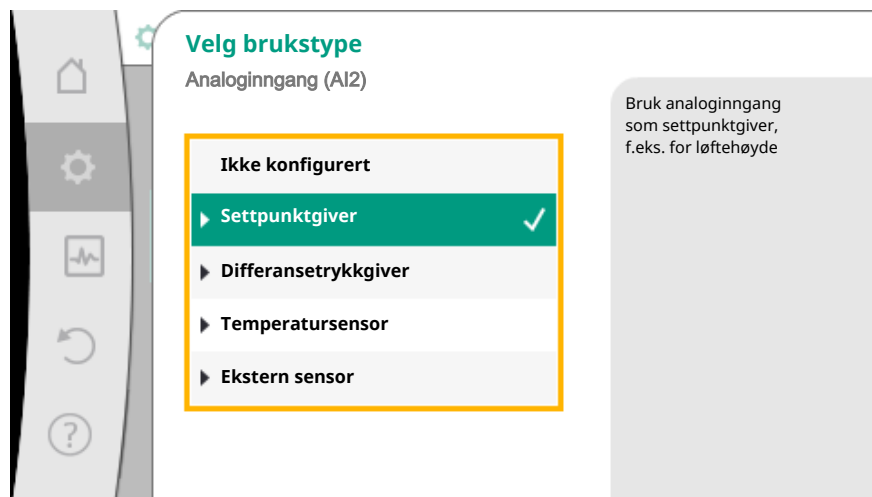 Velg brukstype
Analoginngang (AI2)
Ikke konfigurert
Settpunktgiver
Differansetrykkgiver
Temperatursensor
Ekstern sensor
Bruk analoginngang
som settpunktgiver,
f.eks. for løftehøyde
?